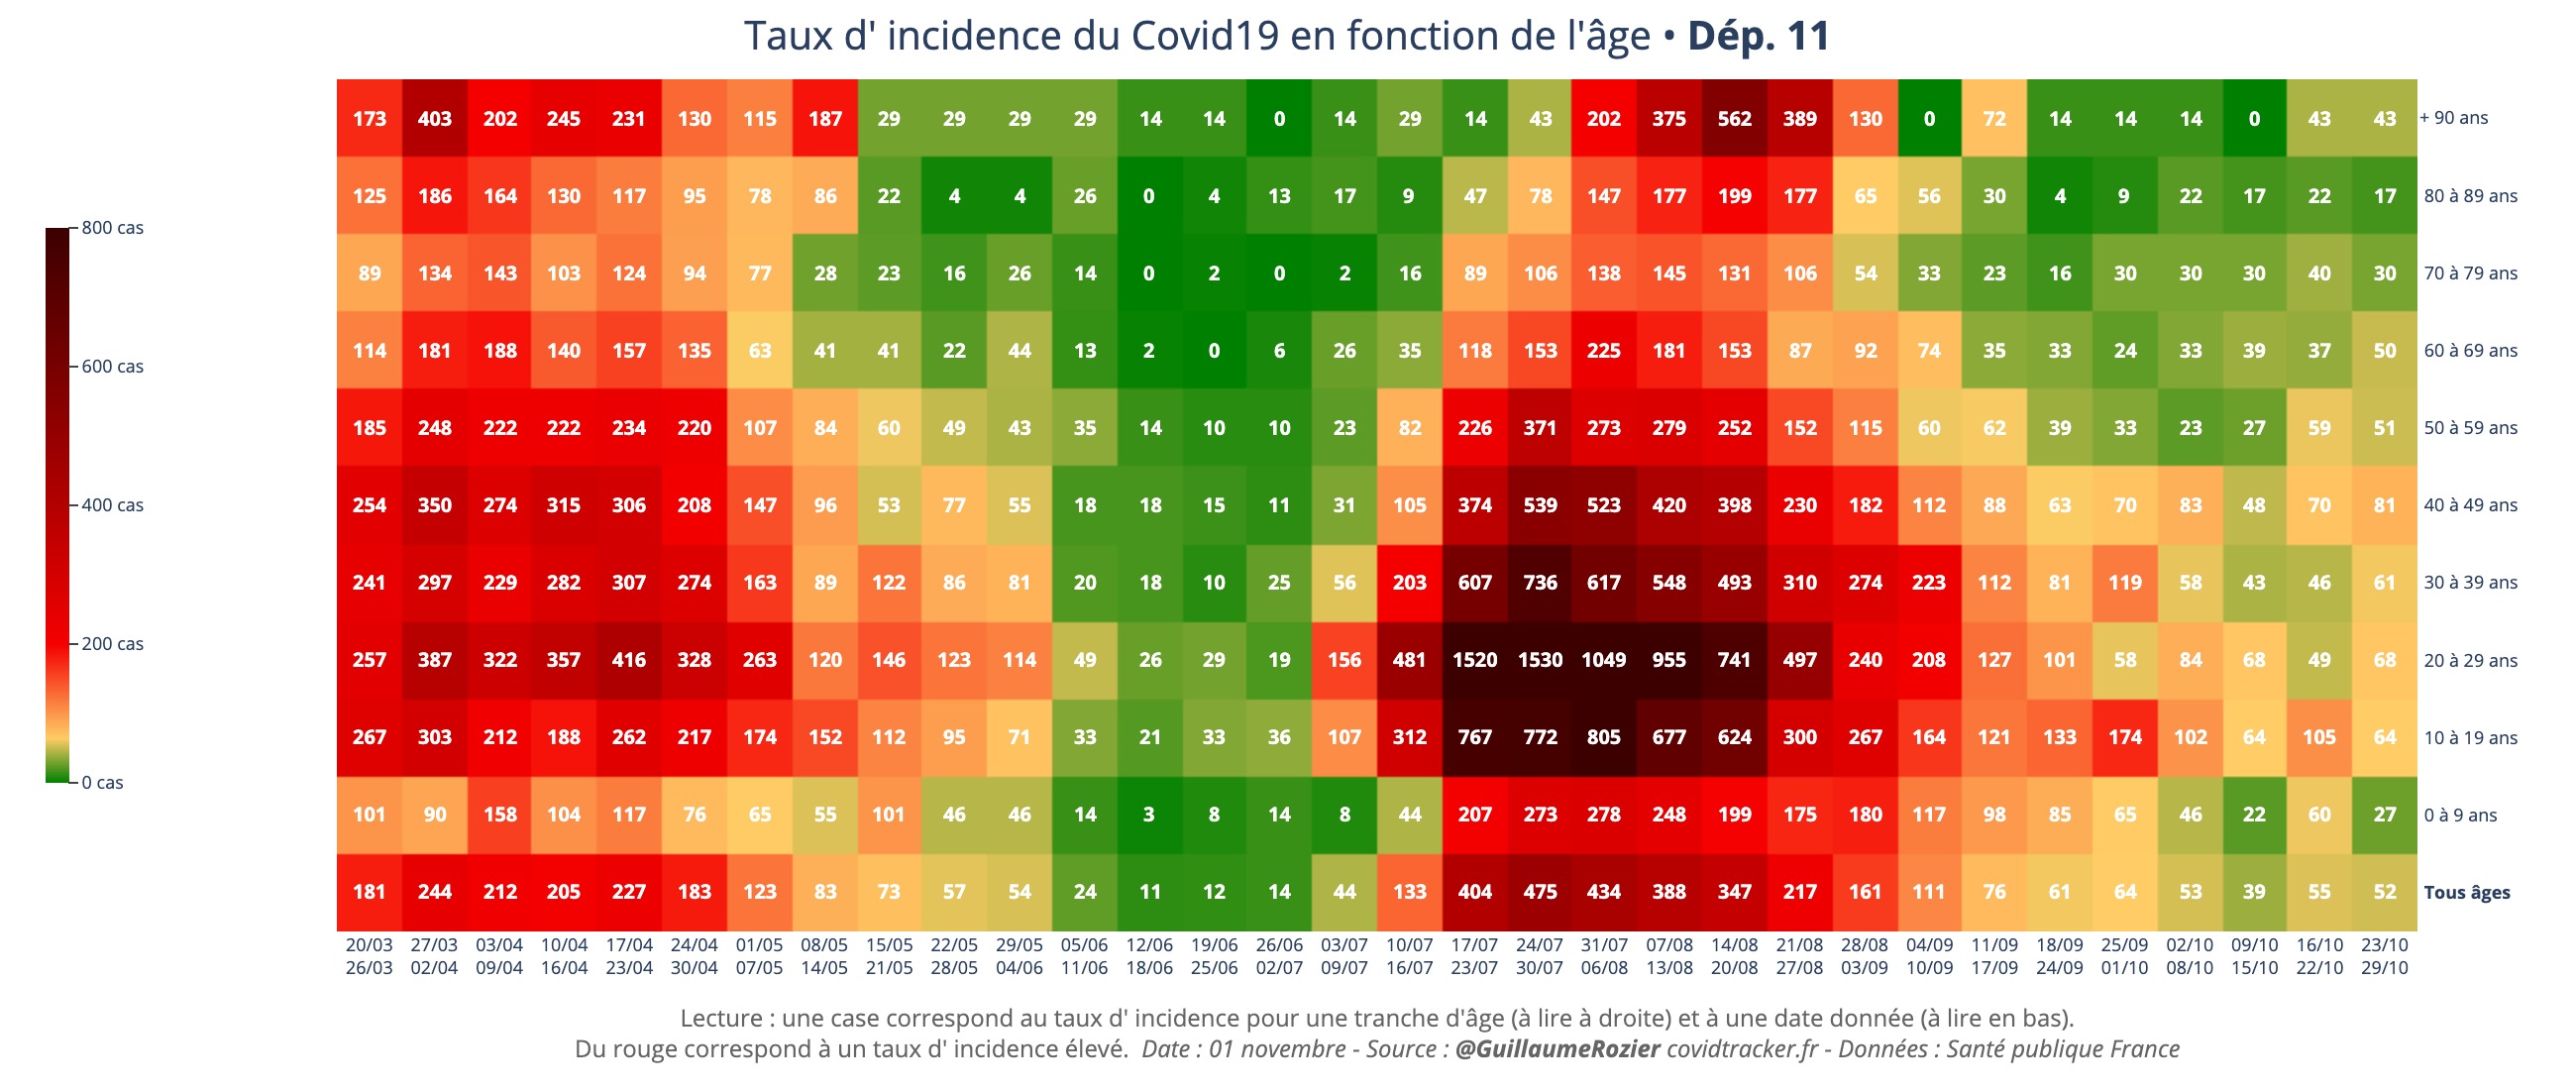 Taux d' incidence du Covid19 en fonction de l'âge • Dép. 11
800 cas
600 cas
400 cas
200 cas
0 cas
173 403 202 245 231 130 115 187 29 29 29 29 14 14 0 14 29 14 43 202 375 562 389 130 0 72 14 14 14 0 43 43 + 90 ans
125 186 164 130 117 95 78 86 22 4 4 26 0 4 13 17 9 47 78 147 177 199 177 65 56 30 4 9 22 17 22 17 80 à 89 ans
89 134 143 103 124 94 77 28 23 16 26 14 0 2 0 2 16 89 106 138 145 131 106 54 33 23 16 30 30 30 40 30 70 à 79 ans
114 181 188 140 157 135 63 41 41 22 44 13 2 0 6 26 35 118 153 225 181 153 87 92 74 35 33 24 33 39 37 50 60 à 69 ans
185 248 222 222 234 220 107 84 60 49 43 35 14 10 10 23 82 226 371 273 279 252 152 115 60 62 39 33 23 27 59 51 50 à 59 ans
254 350 274 315 306 208 147 96 53 77 55 18 18 15 11 31 105 374 539 523 420 398 230 182 112 88 63 70 83 48 70 81 40 à 49 ans
241 297 229 282 307 274 163 89 122 86 81 20 18 10 25 56 203 607 736 617 548 493 310 274 223 112 81 119 58 43 46 61 30 à 39 ans
257 387 322 357 416 328 263 120 146 123 114 49 26 29 19 156 481 1520 1530 1049 955 741 497 240 208 127 101 58 84 68 49 68 20 à 29 ans
267 303 212 188 262 217 174 152 112 95 71 33 21 33 36 107 312 767 772 805 677 624 300 267 164 121 133 174 102 64 105 64 10 à 19 ans
101 90 158 104 117 76 65 55 101 46 46 14 3 8 14 8 44 207 273 278 248 199 175 180 117 98 85 65 46 22 60 27 0 à 9 ans
181 244 212 205 227 183 123 83 73 57 54 24 11 12 14 44 133 404 475 434 388 347 217 161 111 76 61 64 53 39 55 52 Tous âges
20/03 27/03 03/04 10/04 17/04 24/04 01/05 08/05 15/05 22/05 29/05 05/06 12/06 19/06 26/06 03/07 10/07 17/07 24/07 31/07 07/08 14/08 21/08 28/08 04/09 11/09 18/09 25/09 02/10 09/10 16/10 23/10
26/03 02/04 09/04 16/04 23/04 30/04 07/05 14/05 21/05 28/05 04/06 11/06 18/06 25/06 02/07 09/07 16/07 23/07 30/07 06/08 13/08 20/08 27/08 03/09 10/09 17/09 24/09 01/10 08/10 15/10 22/10 29/10
Lecture : une case correspond au taux d' incidence pour une tranche d'âge (à lire à droite) et à une date donnée (à lire en bas).
Du rouge correspond à un taux d' incidence élevé. Date : 01 novembre - Source : @GuillaumeRozier covidtracker.fr - Données : Santé publique France